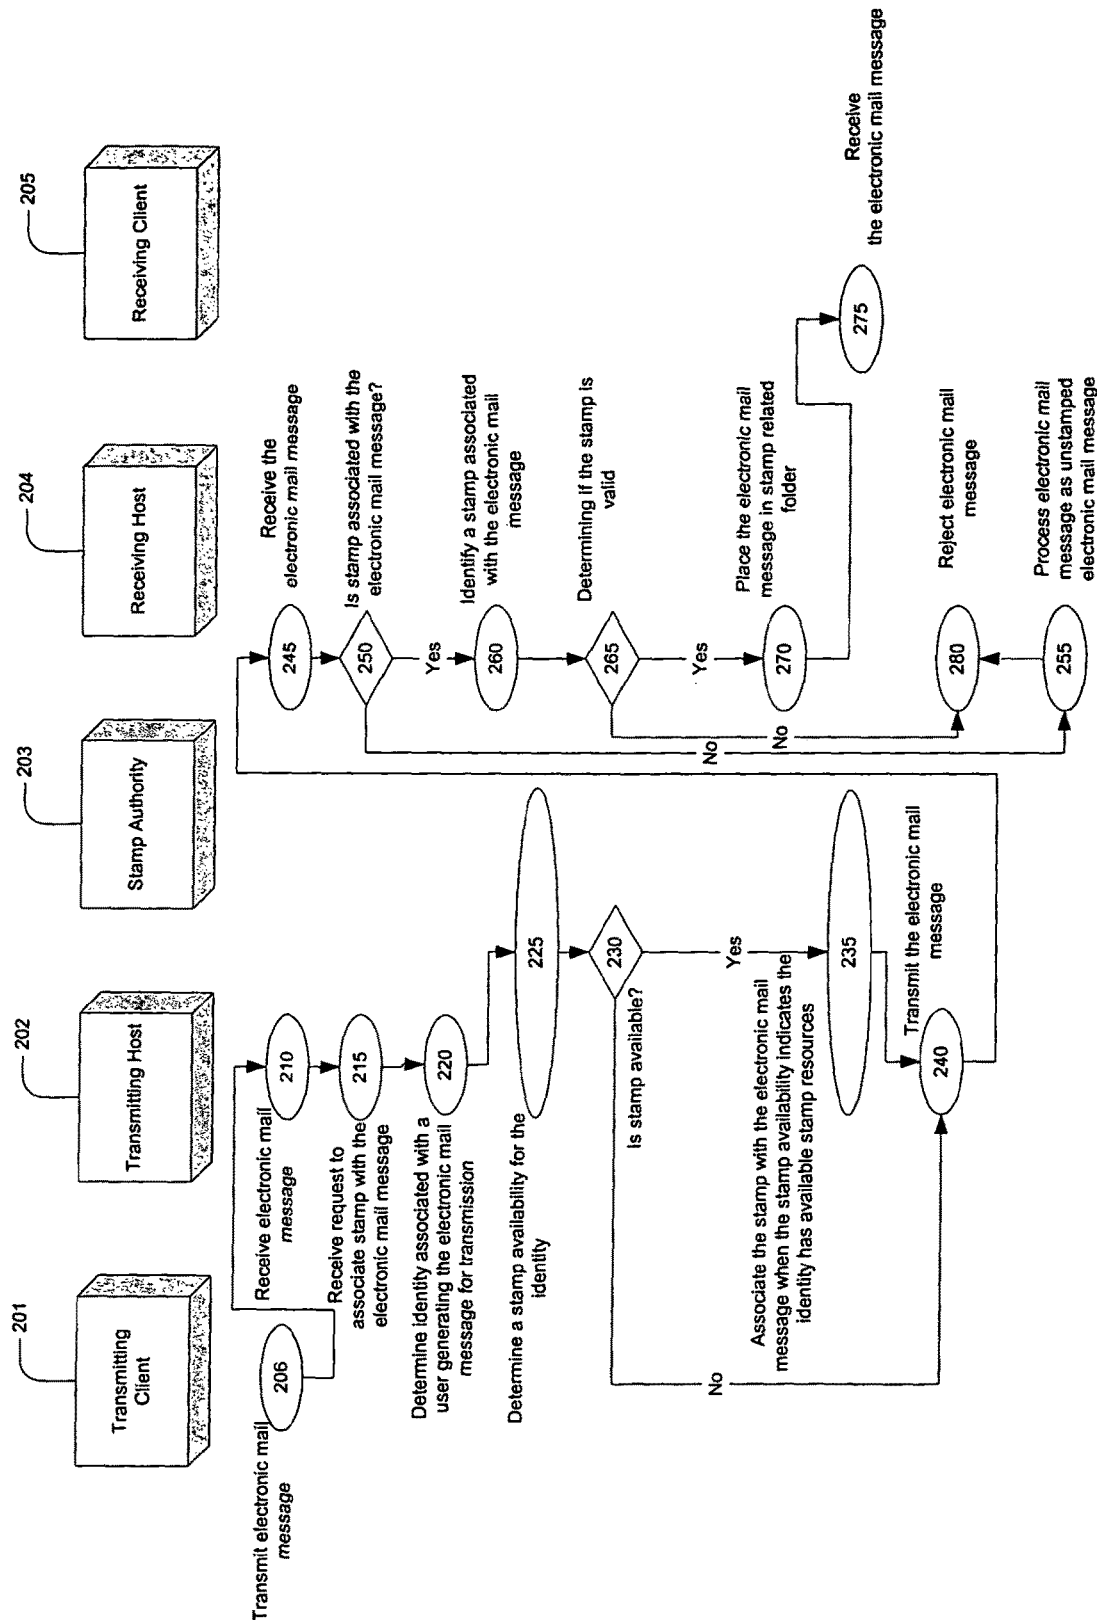 201
202
203
204
205
Transmitting
Client
Transmitting Host
Stamp Authority
Receiving Host
Receiving Client
Transmit electronic mail
message
206
Receive electronic mail
message
210
Receive request to
associate stamp with the
electronic mail message
215
Determine identity associated with a
user generating the electronic mail
message for transmission
220
Determine a stamp availability for the
identity
225
Is stamp available?
230
Yes
No
Associate the stamp with the electronic mail
message when the stamp availability indicates the
identity has available stamp resources
235
Transmit the electronic mail
message
240
Receive the
electronic mail message
245
Is stamp associated with the
electronic mail message?
250
Yes
No
Identify a stamp associated
with the electronic mail
message
260
Determining if the stamp is
valid
265
Yes
No
Place the electronic mail
message in stamp related
folder
270
Receive
the electronic mail message
275
Reject electronic mail
message
280
Process electronic mail
message as unstamped
electronic mail message
255